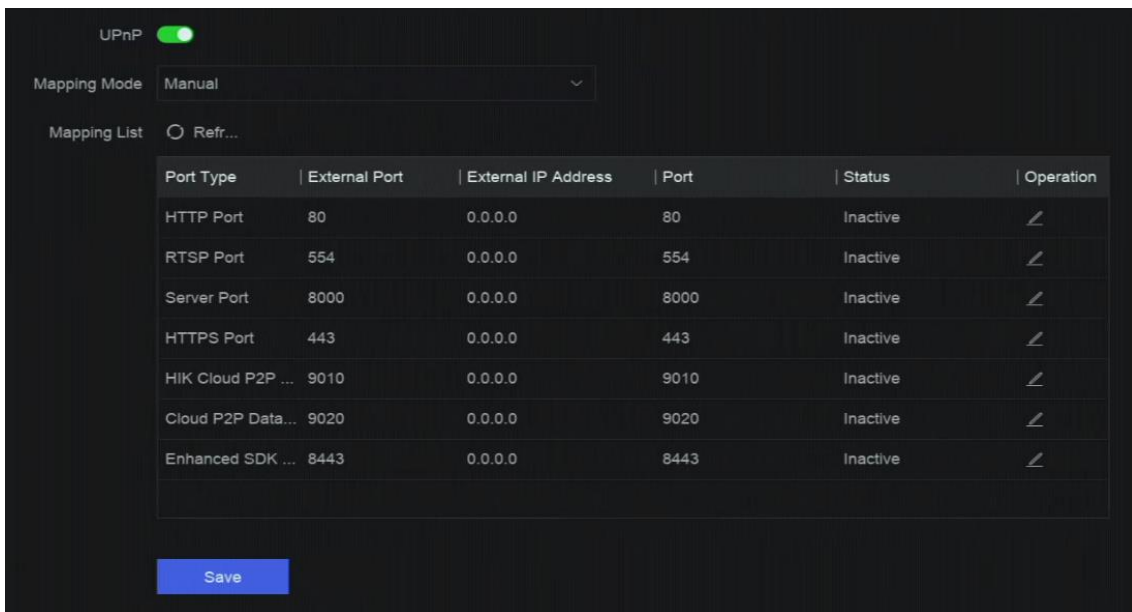 UPnP
Mapping Mode Manual
Mapping List Refr...
Port Type External Port External IP Address Port Status Operation
HTTP Port 80 0.0.0.0 80 Inactive
RTSP Port 554 0.0.0.0 554 Inactive
Server Port 8000 0.0.0.0 8000 Inactive
HTTPS Port 443 0.0.0.0 443 Inactive
HIK Cloud P2P ... 9010 0.0.0.0 9010 Inactive
Cloud P2P Data... 9020 0.0.0.0 9020 Inactive
Enhanced SDK ... 8443 0.0.0.0 8443 Inactive
Save